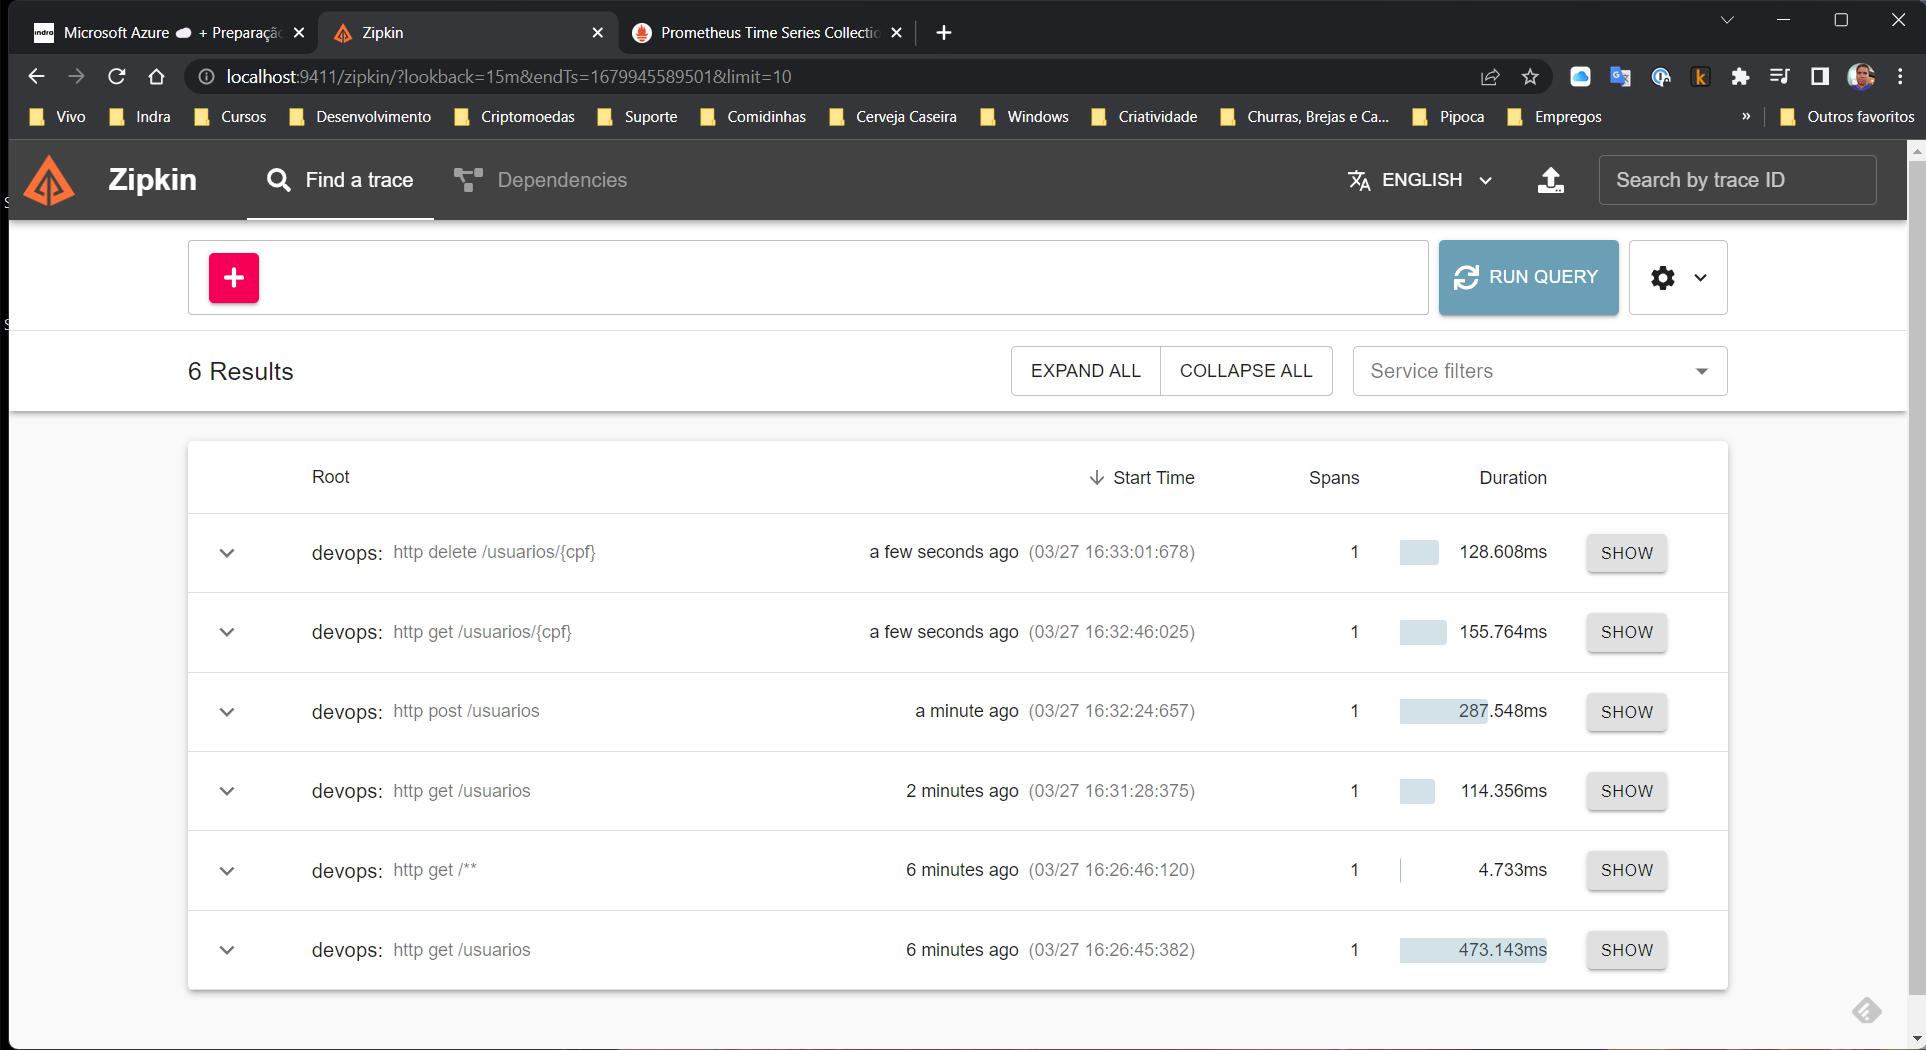 indra Microsoft Azure ☁ + Preparação
Zipkin
Prometheus Time Series Collectio
localhost:9411/zipkin/?lookback=15m&endTs=1679945589501&limit=10
Vivo Indra Cursos Desenvolvimento Criptomoedas Suporte Comidinhas Cerveja Caseira Windows Criatividade Churras, Brejas e Ca... Pipoca Empregos » Outros favoritos
Zipkin Find a trace Dependencies ENGLISH Search by trace ID
RUN QUERY
6 Results EXPAND ALL COLLAPSE ALL Service filters
Root Start Time Spans Duration
devops: http delete /usuarios/{cpf} a few seconds ago (03/27 16:33:01:678) 1 128.608ms SHOW
devops: http get /usuarios/{cpf} a few seconds ago (03/27 16:32:46:025) 1 155.764ms SHOW
devops: http post /usuarios a minute ago (03/27 16:32:24:657) 1 287.548ms SHOW
devops: http get /usuarios 2 minutes ago (03/27 16:31:28:375) 1 114.356ms SHOW
devops: http get /** 6 minutes ago (03/27 16:26:46:120) 1 4.733ms SHOW
devops: http get /usuarios 6 minutes ago (03/27 16:26:45:382) 1 473.143ms SHOW